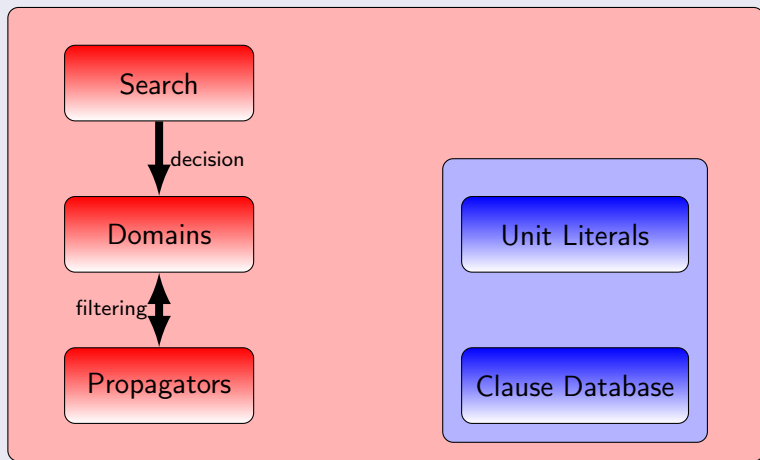 Search
decision
Domains
Unit Literals
filtering
Propagators
Clause Database